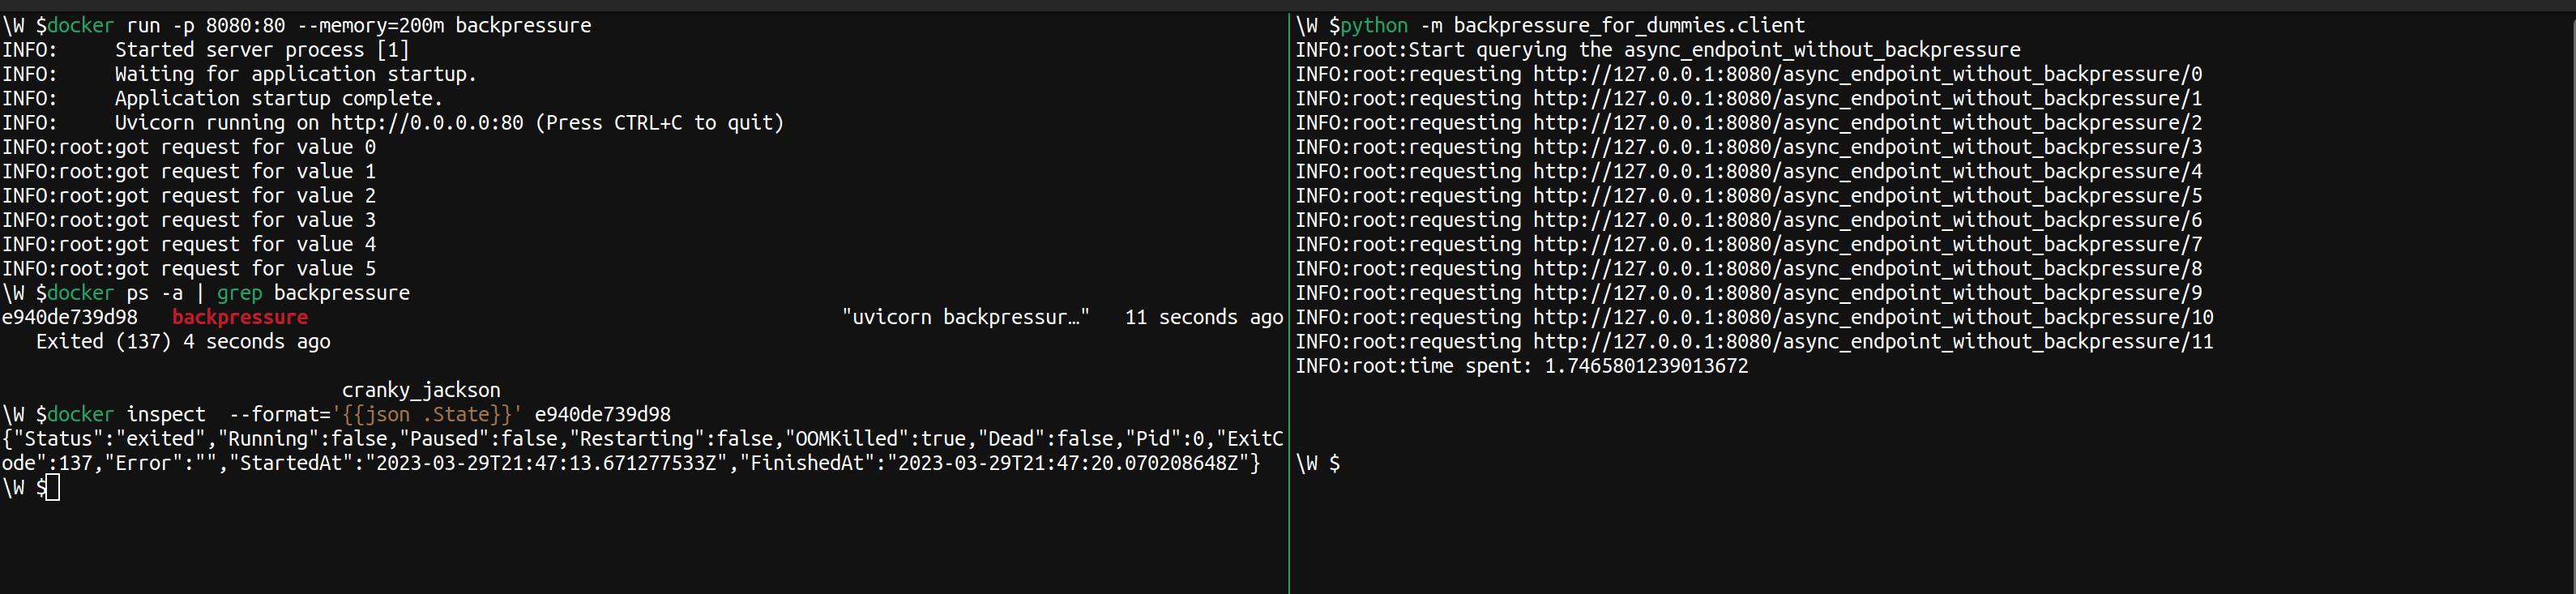 \W $docker run -p 8080:80 --memory=200m backpressure
INFO:     Started server process [1]
INFO:     Waiting for application startup.
INFO:     Application startup complete.
INFO:     Uvicorn running on http://0.0.0.0:80 (Press CTRL+C to quit)
INFO:root:got request for value 0
INFO:root:got request for value 1
INFO:root:got request for value 2
INFO:root:got request for value 3
INFO:root:got request for value 4
INFO:root:got request for value 5
\W $docker ps -a | grep backpressure
e940de739d98   backpressure                                               "uvicorn backpressur…"   11 seconds ago
   Exited (137) 4 seconds ago
                              cranky_jackson
\W $docker inspect  --format='{{json .State}}' e940de739d98
{"Status":"exited","Running":false,"Paused":false,"Restarting":false,"OOMKilled":true,"Dead":false,"Pid":0,"ExitC
ode":137,"Error":"","StartedAt":"2023-03-29T21:47:13.671277533Z","FinishedAt":"2023-03-29T21:47:20.070208648Z"}
\W $
\W $python -m backpressure_for_dummies.client
INFO:root:Start querying the async_endpoint_without_backpressure
INFO:root:requesting http://127.0.0.1:8080/async_endpoint_without_backpressure/0
INFO:root:requesting http://127.0.0.1:8080/async_endpoint_without_backpressure/1
INFO:root:requesting http://127.0.0.1:8080/async_endpoint_without_backpressure/2
INFO:root:requesting http://127.0.0.1:8080/async_endpoint_without_backpressure/3
INFO:root:requesting http://127.0.0.1:8080/async_endpoint_without_backpressure/4
INFO:root:requesting http://127.0.0.1:8080/async_endpoint_without_backpressure/5
INFO:root:requesting http://127.0.0.1:8080/async_endpoint_without_backpressure/6
INFO:root:requesting http://127.0.0.1:8080/async_endpoint_without_backpressure/7
INFO:root:requesting http://127.0.0.1:8080/async_endpoint_without_backpressure/8
INFO:root:requesting http://127.0.0.1:8080/async_endpoint_without_backpressure/9
INFO:root:requesting http://127.0.0.1:8080/async_endpoint_without_backpressure/10
INFO:root:requesting http://127.0.0.1:8080/async_endpoint_without_backpressure/11
INFO:root:time spent: 1.7465801239013672
\W $